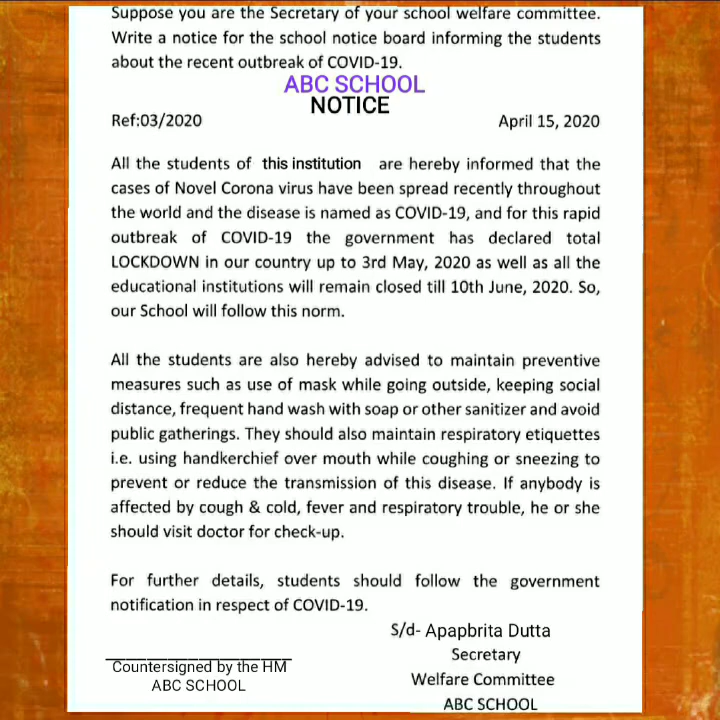 Suppose you are the Secretary of your school welfare committee.
Write a notice for the school notice board informing the students
about the recent outbreak of COVID-19.
ABC SCHOOL
NOTICE
Ref:03/2020 April 15, 2020
All the students of this institution are hereby informed that the
cases of Novel Corona virus have been spread recently throughout
the world and the disease is named as COVID-19, and for this rapid
outbreak of COVID-19 the government has declared total
LOCKDOWN in our country up to 3rd May, 2020 as well as all the
educational institutions will remain closed till 10th June, 2020. So,
our School will follow this norm.
All the students are also hereby advised to maintain preventive
measures such as use of mask while going outside, keeping social
distance, frequent hand wash with soap or other sanitizer and avoid
public gatherings. They should also maintain respiratory etiquettes
i.e. using handkerchief over mouth while coughing or sneezing to
prevent or reduce the transmission of this disease. If anybody is
affected by cough & cold, fever and respiratory trouble, he or she
should visit doctor for check-up.
For further details, students should follow the government
notification in respect of COVID-19.
S/d- Apapbrita Dutta
Secretary
Welfare Committee
ABC SCHOOL
Countersigned by the HM
ABC SCHOOL